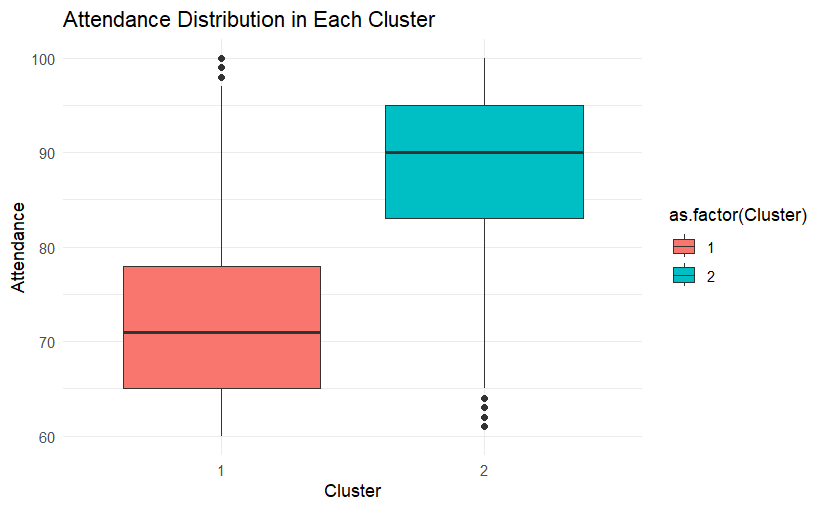 Attendance Distribution in Each Cluster
100
90
80
70
60
Attendance
1
2
Cluster
as.factor(Cluster)
1
2